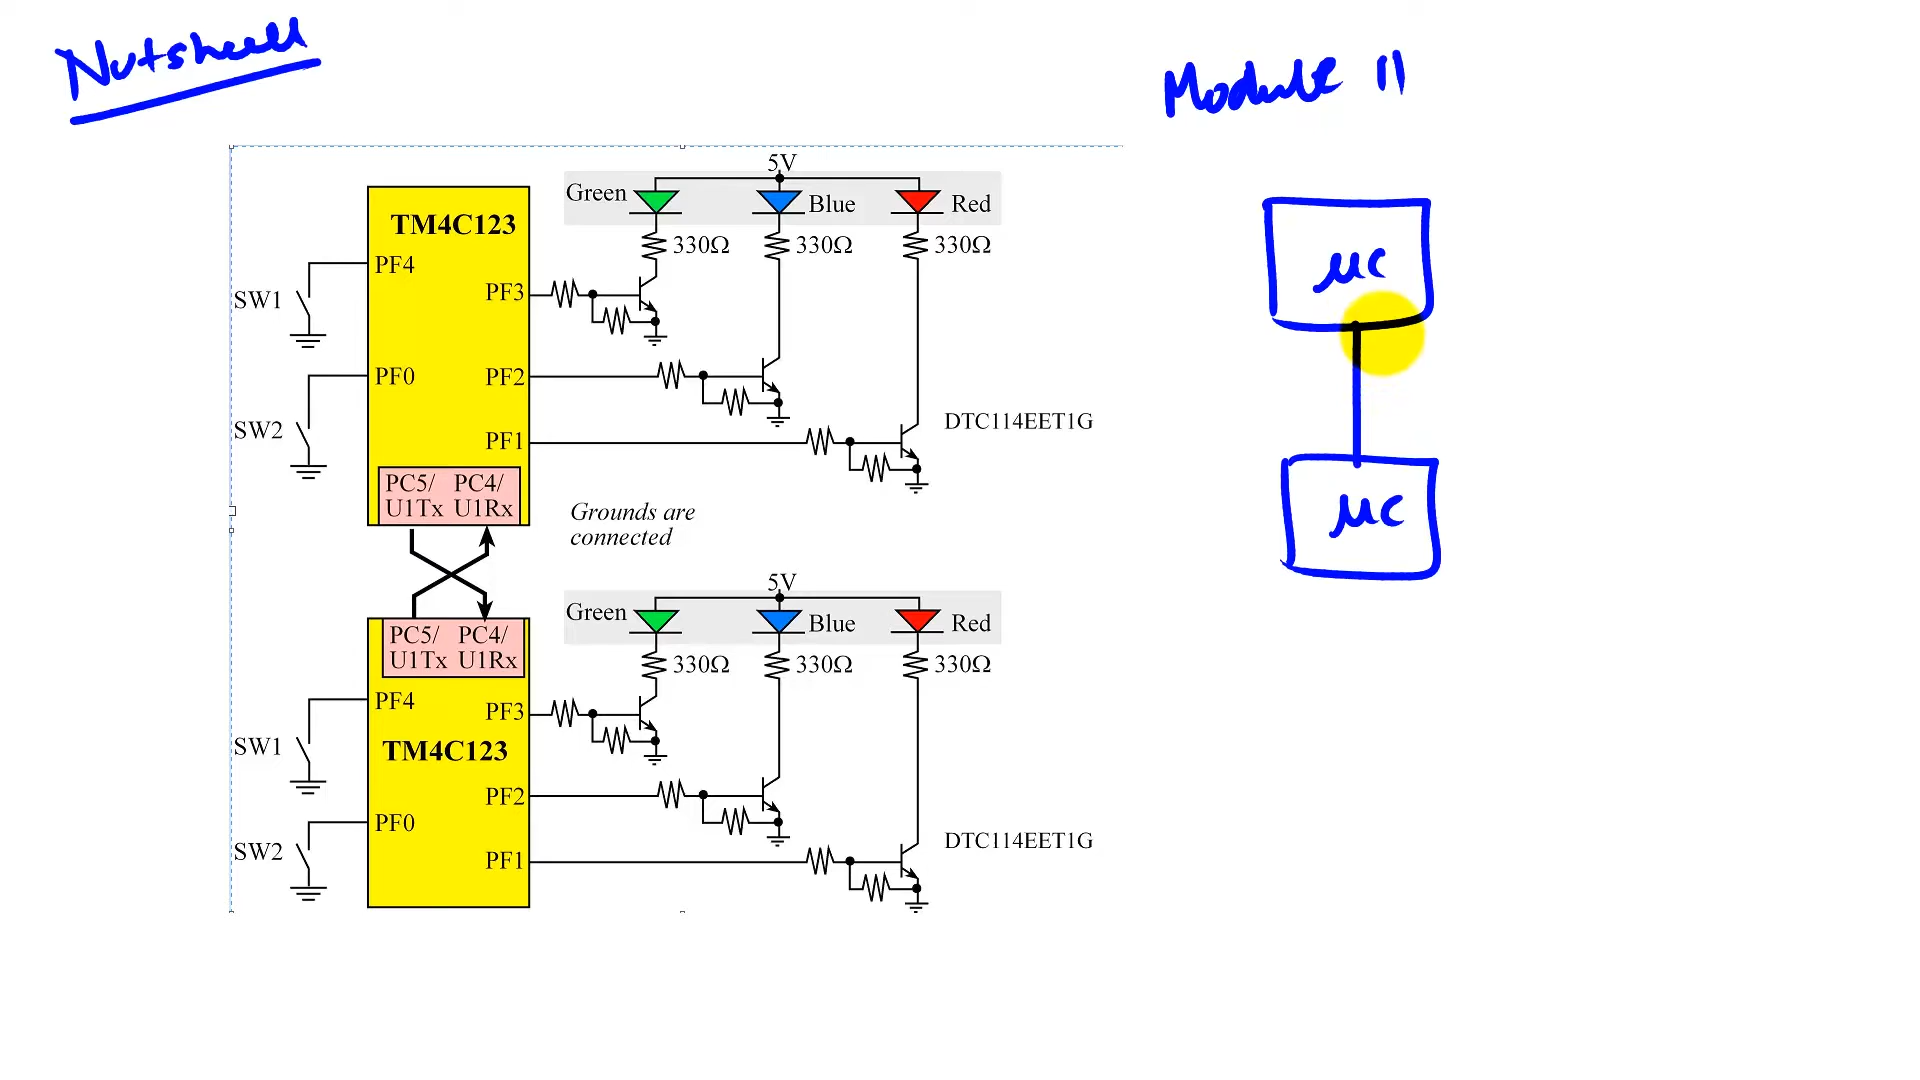 Nutshell
Module 11
5V
Green
Blue
Red
TM4C123
330Ω 330Ω 330Ω
PF4
PF3
SW1
PF0
PF2
SW2
PF1
DTC114EET1G
PC5/ PC4/
U1Tx U1Rx
Grounds are
connected
5V
Green
Blue
Red
PC5/ PC4/
U1Tx U1Rx
330Ω 330Ω 330Ω
PF4
PF3
SW1
TM4C123
PF2
PF0
SW2
PF1
DTC114EET1G
μC
μC